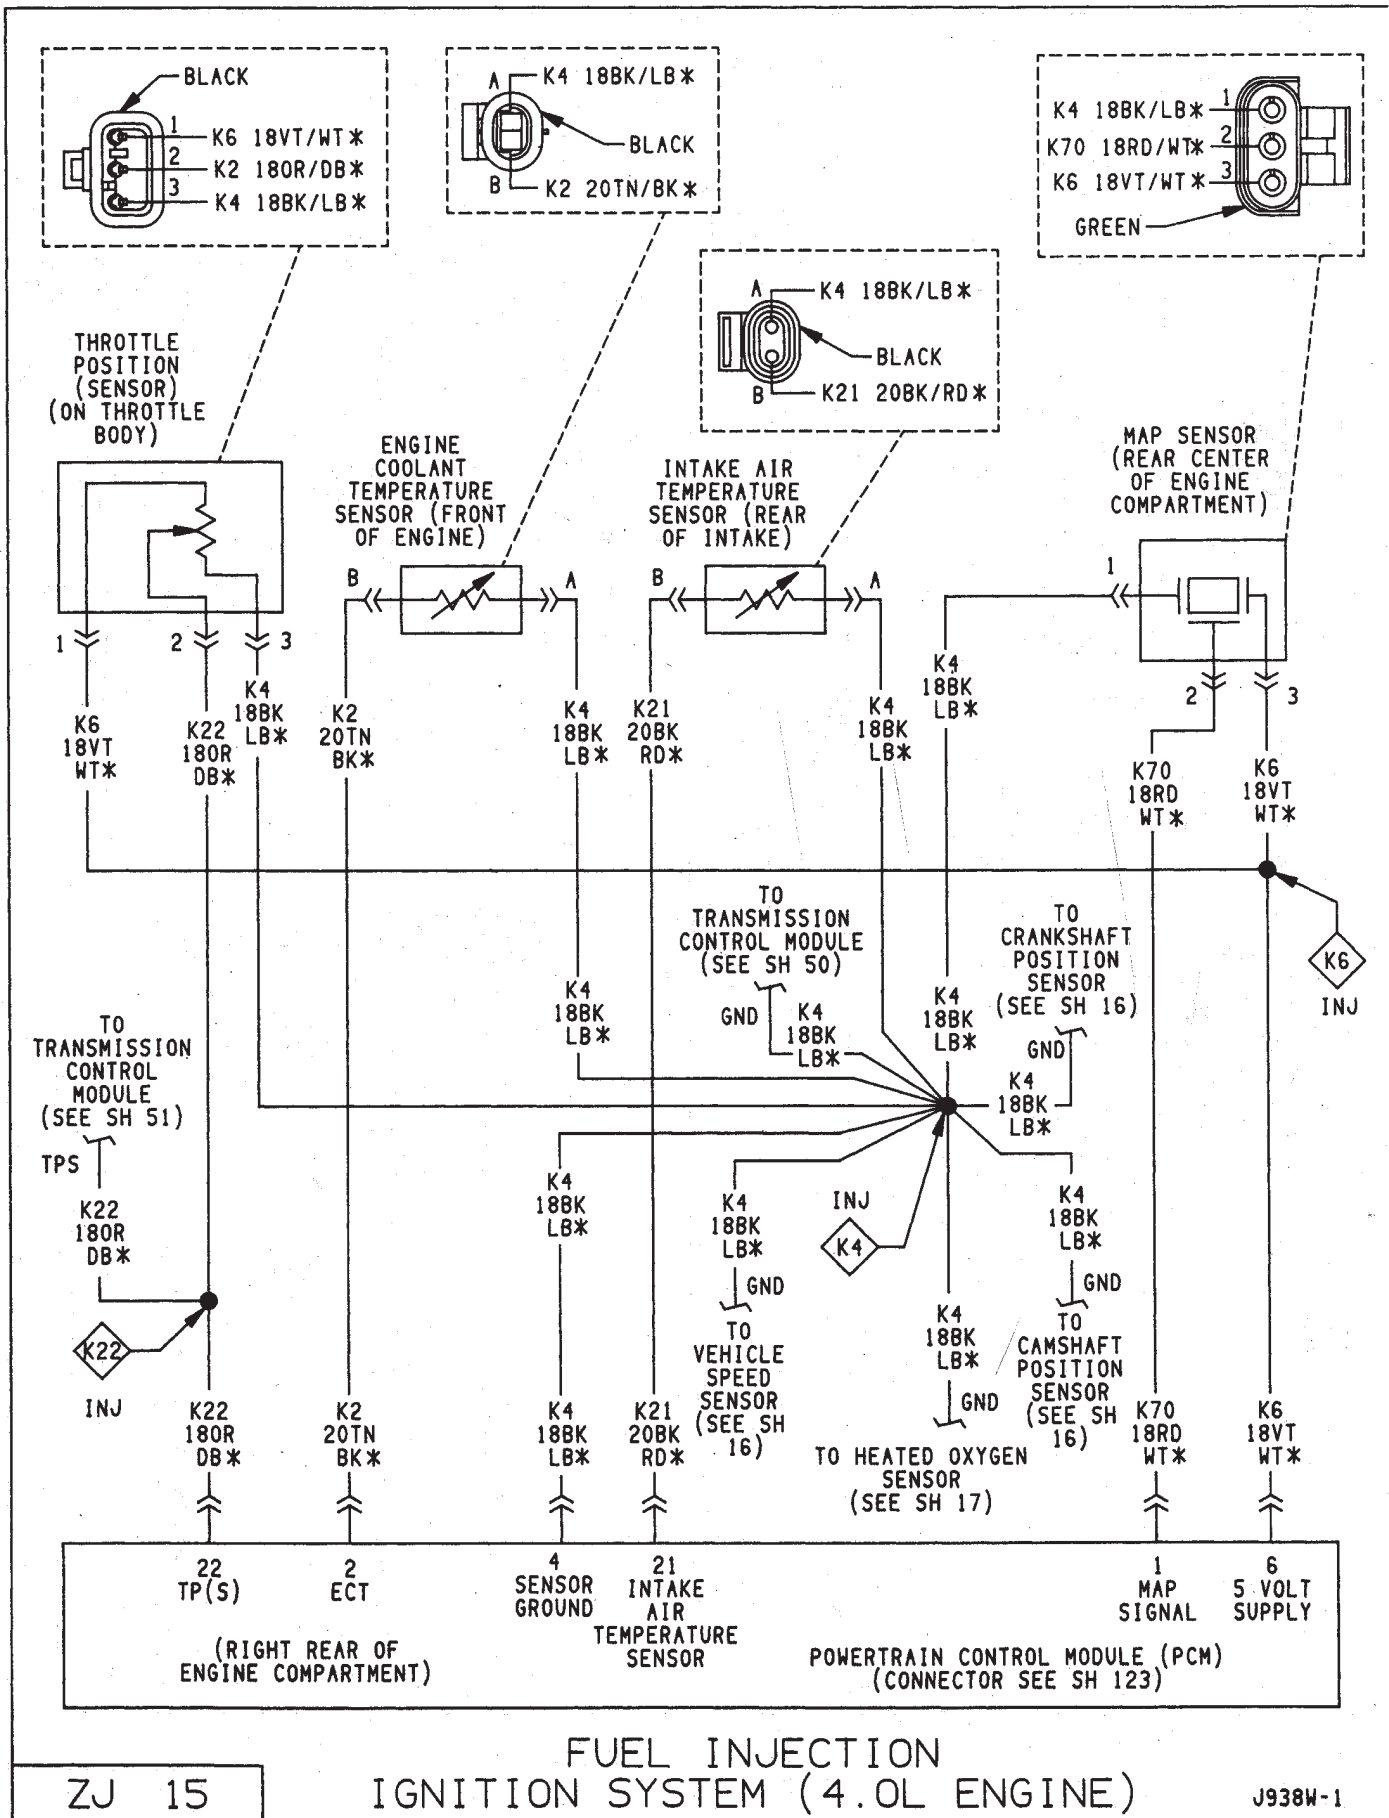 BLACK
1
K6 18VT/WT*
2
K2 18OR/DB*
3
K4 18BK/LB*
A
K4 18BK/LB*
BLACK
B
K2 20TN/BK*
A
K4 18BK/LB*
BLACK
B
K21 20BK/RD*
K4 18BK/LB*
1
K70 18RD/WT*
2
K6 18VT/WT*
3
GREEN
THROTTLE
POSITION
(SENSOR)
(ON THROTTLE
BODY)
ENGINE
COOLANT
TEMPERATURE
SENSOR (FRONT
OF ENGINE)
INTAKE AIR
TEMPERATURE
SENSOR (REAR
OF INTAKE)
MAP SENSOR
(REAR CENTER
OF ENGINE
COMPARTMENT)
1
2
3
B
A
B
A
1
2
3
K6
18VT
WT*
K22
18OR
DB*
K4
18BK
LB*
K2
20TN
BK*
K4
18BK
LB*
K21
20BK
RD*
K4
18BK
LB*
K4
18BK
LB*
K70
18RD
WT*
K6
18VT
WT*
K6
INJ
TO
TRANSMISSION
CONTROL MODULE
(SEE SH 50)
GND
K4
18BK
LB*
TO
CRANKSHAFT
POSITION
SENSOR
(SEE SH 16)
GND
K4
18BK
LB*
K4
18BK
LB*
K4
18BK
LB*
TO
TRANSMISSION
CONTROL
MODULE
(SEE SH 51)
TPS
K22
18OR
DB*
K22
INJ
K4
18BK
LB*
K4
18BK
LB*
GND
TO
VEHICLE
SPEED
SENSOR
(SEE SH
16)
INJ
K4
K4
18BK
LB*
GND
TO HEATED OXYGEN
SENSOR
(SEE SH 17)
K4
18BK
LB*
GND
TO
CAMSHAFT
POSITION
SENSOR
(SEE SH
16)
K22
18OR
DB*
K2
20TN
BK*
K4
18BK
LB*
K21
20BK
RD*
K70
18RD
WT*
K6
18VT
WT*
22
TP(S)
2
ECT
4
SENSOR
GROUND
21
INTAKE
AIR
TEMPERATURE
SENSOR
1
MAP
SIGNAL
6
5 VOLT
SUPPLY
(RIGHT REAR OF
ENGINE COMPARTMENT)
POWERTRAIN CONTROL MODULE (PCM)
(CONNECTOR SEE SH 123)
FUEL INJECTION
IGNITION SYSTEM (4.0L ENGINE)
ZJ 15
J938W-1